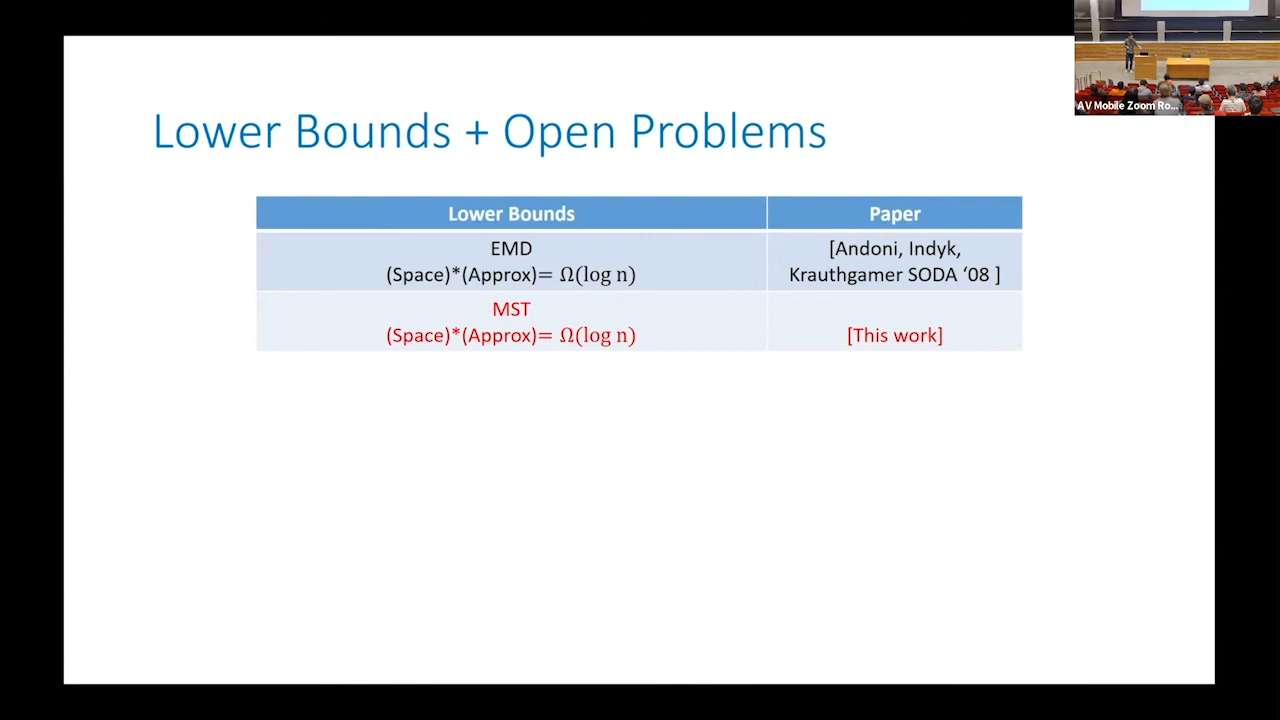 Lower Bounds + Open Problems
Lower Bounds
Paper
EMD
(Space)*(Approx)= Ω(log n)
[Andoni, Indyk,
Krauthgamer SODA ‘08 ]
MST
(Space)*(Approx)= Ω(log n)
[This work]
AV Mobile Zoom Ro...